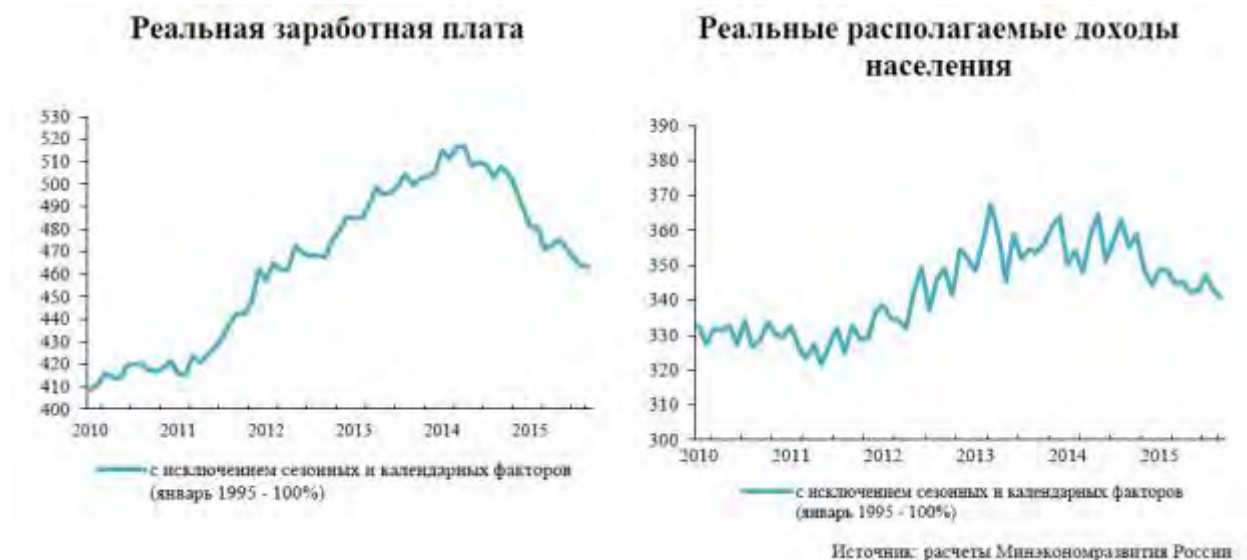 Реальная заработная плата
530
520
510
500
490
480
470
460
450
440
430
420
410
400
2010 2011 2012 2013 2014 2015
с исключением сезонных и календарных факторов
(январь 1995 - 100%)
Реальные располагаемые доходы
населения
390
380
370
360
350
340
330
320
310
300
2010 2011 2012 2013 2014 2015
с исключением сезонных и календарных факторов
(январь 1995 - 100%)
Источник: расчеты Минэкономразвития России